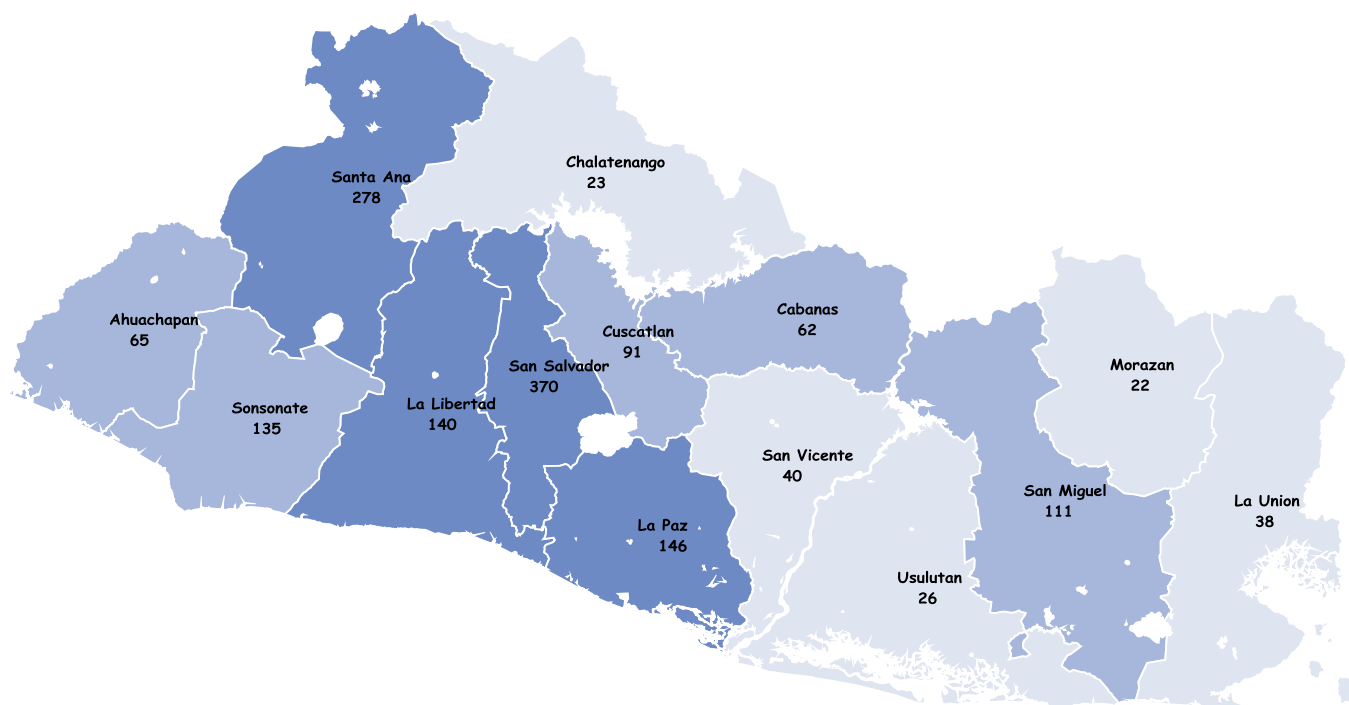 Chalatenango
23
Santa Ana
278
Cabanas
62
Ahuachapan
65
Cuscatlan
91
San Salvador
370
Morazan
22
La Libertad
140
Sonsonate
135
San Vicente
40
San Miguel
111
La Union
38
La Paz
146
Usulutan
26